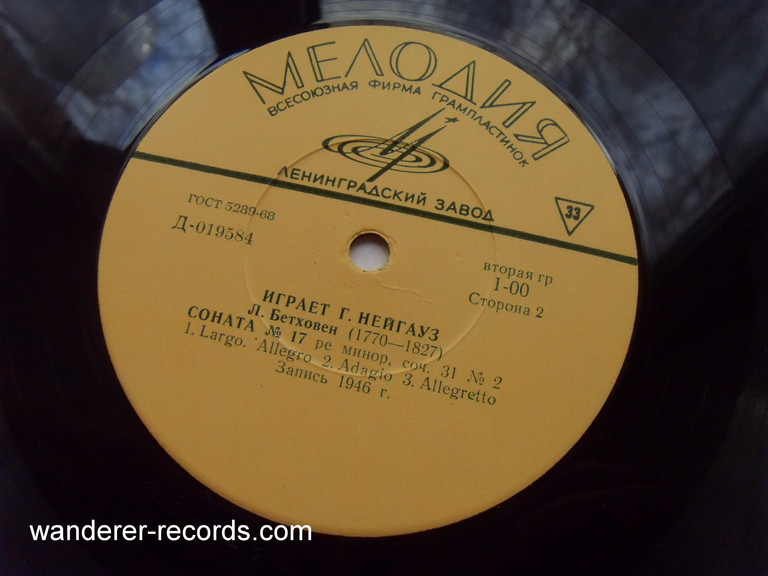 МЕЛОДИЯ
ВСЕСОЮЗНАЯ ФИРМА ГРАМПЛАСТИНОК
ЛЕНИНГРАДСКИЙ ЗАВОД
33
ГОСТ 5289-68
Д-019584
вторая гр
1-00
Сторона 2
ИГРАЕТ Г. НЕЙГАУЗ
Л. Бетховен (1770—1827)
СОНАТА № 17 ре минор, соч. 31 № 2
1. Largo. Allegro 2. Adagio 3. Allegretto
Запись 1946 г.
wanderer-records.com